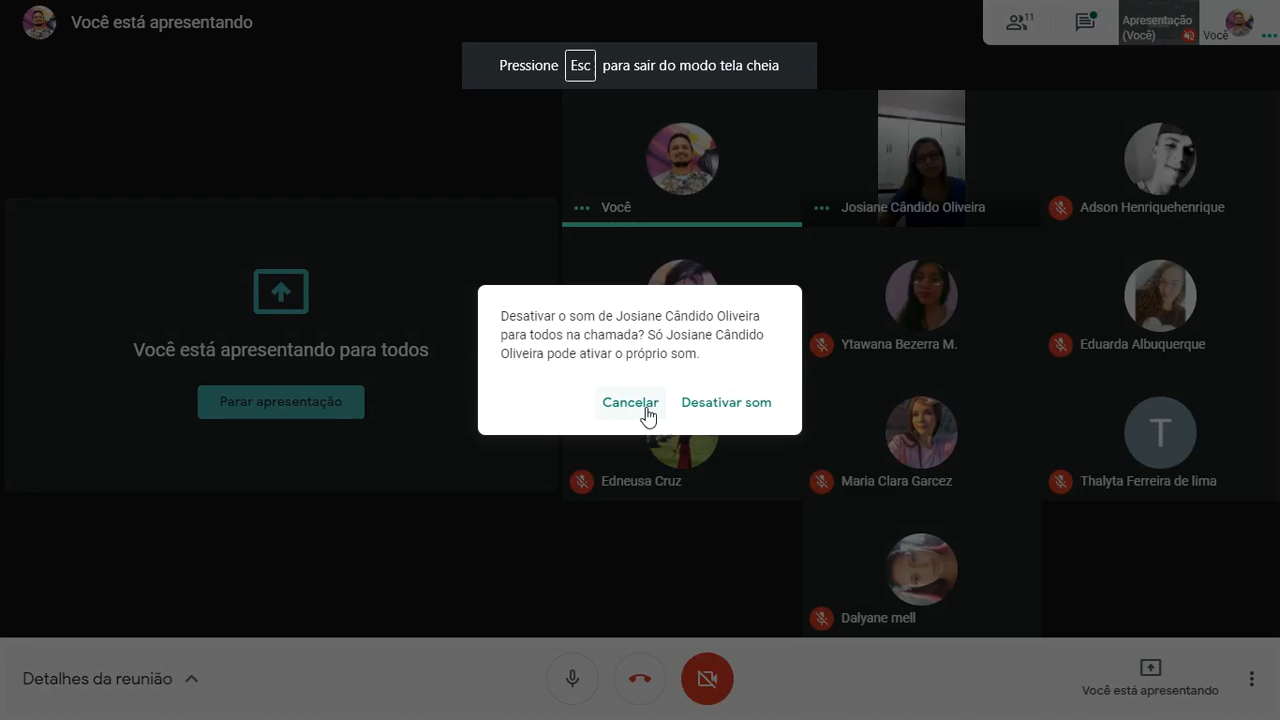 Você está apresentando
11
Apresentação
(Você)
Você
Pressione Esc para sair do modo tela cheia
Você
Josiane Cândido Oliveira
Adson Henriquehenrique
Você está apresentando para todos
Parar apresentação
Desativar o som de Josiane Cândido Oliveira
para todos na chamada? Só Josiane Cândido
Oliveira pode ativar o próprio som.
Cancelar
Desativar som
Ytawana Bezerra M.
Eduarda Albuquerque
Edneusa Cruz
Maria Clara Garcez
T
Thalyta Ferreira de lima
Dalyane mell
Detalhes da reunião
Você está apresentando